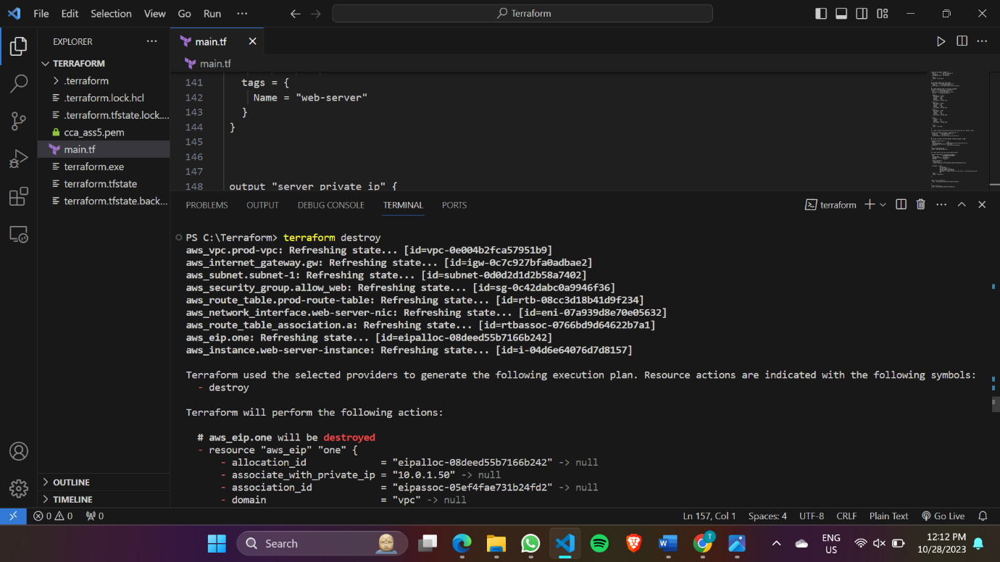 File Edit Selection View Go Run ···
Terraform
EXPLORER
TERRAFORM
.terraform
.terraform.lock.hcl
.terraform.tfstate.lock....
cca_ass5.pem
main.tf
terraform.exe
terraform.tfstate
terraform.tfstate.back...
OUTLINE
TIMELINE
main.tf
main.tf
141 tags = {
142 Name = "web-server"
143 }
144 }
145
146
147
148 output "server_private_ip" {
PROBLEMS OUTPUT DEBUG CONSOLE TERMINAL PORTS
terraform
PS C:\Terraform> terraform destroy
aws_vpc.prod-vpc: Refreshing state... [id=vpc-0e004b2fca57951b9]
aws_internet_gateway.gw: Refreshing state... [id=igw-0c7c927bfa0adbae2]
aws_subnet.subnet-1: Refreshing state... [id=subnet-0d0d2d1d2b58a7402]
aws_security_group.allow_web: Refreshing state... [id=sg-0c42dabc0a9946f36]
aws_route_table.prod-route-table: Refreshing state... [id=rtb-08cc3d18b41d9f234]
aws_network_interface.web-server-nic: Refreshing state... [id=eni-07a939d8e70e05632]
aws_route_table_association.a: Refreshing state... [id=rtbassoc-0766bd9d64622b7a1]
aws_eip.one: Refreshing state... [id=eipalloc-08deed55b7166b242]
aws_instance.web-server-instance: Refreshing state... [id=i-04d6e64076d7d8157]
Terraform used the selected providers to generate the following execution plan. Resource actions are indicated with the following symbols:
- destroy
Terraform will perform the following actions:
# aws_eip.one will be destroyed
- resource "aws_eip" "one" {
- allocation_id = "eipalloc-08deed55b7166b242" -> null
- associate_with_private_ip = "10.0.1.50" -> null
- association_id = "eipassoc-05ef4fae731b24fd2" -> null
- domain = "vpc" -> null
0 0 0
Ln 157, Col 1 Spaces: 4 UTF-8 CRLF Plain Text Go Live
Search
T
ENG
US
12:12 PM
10/28/2023